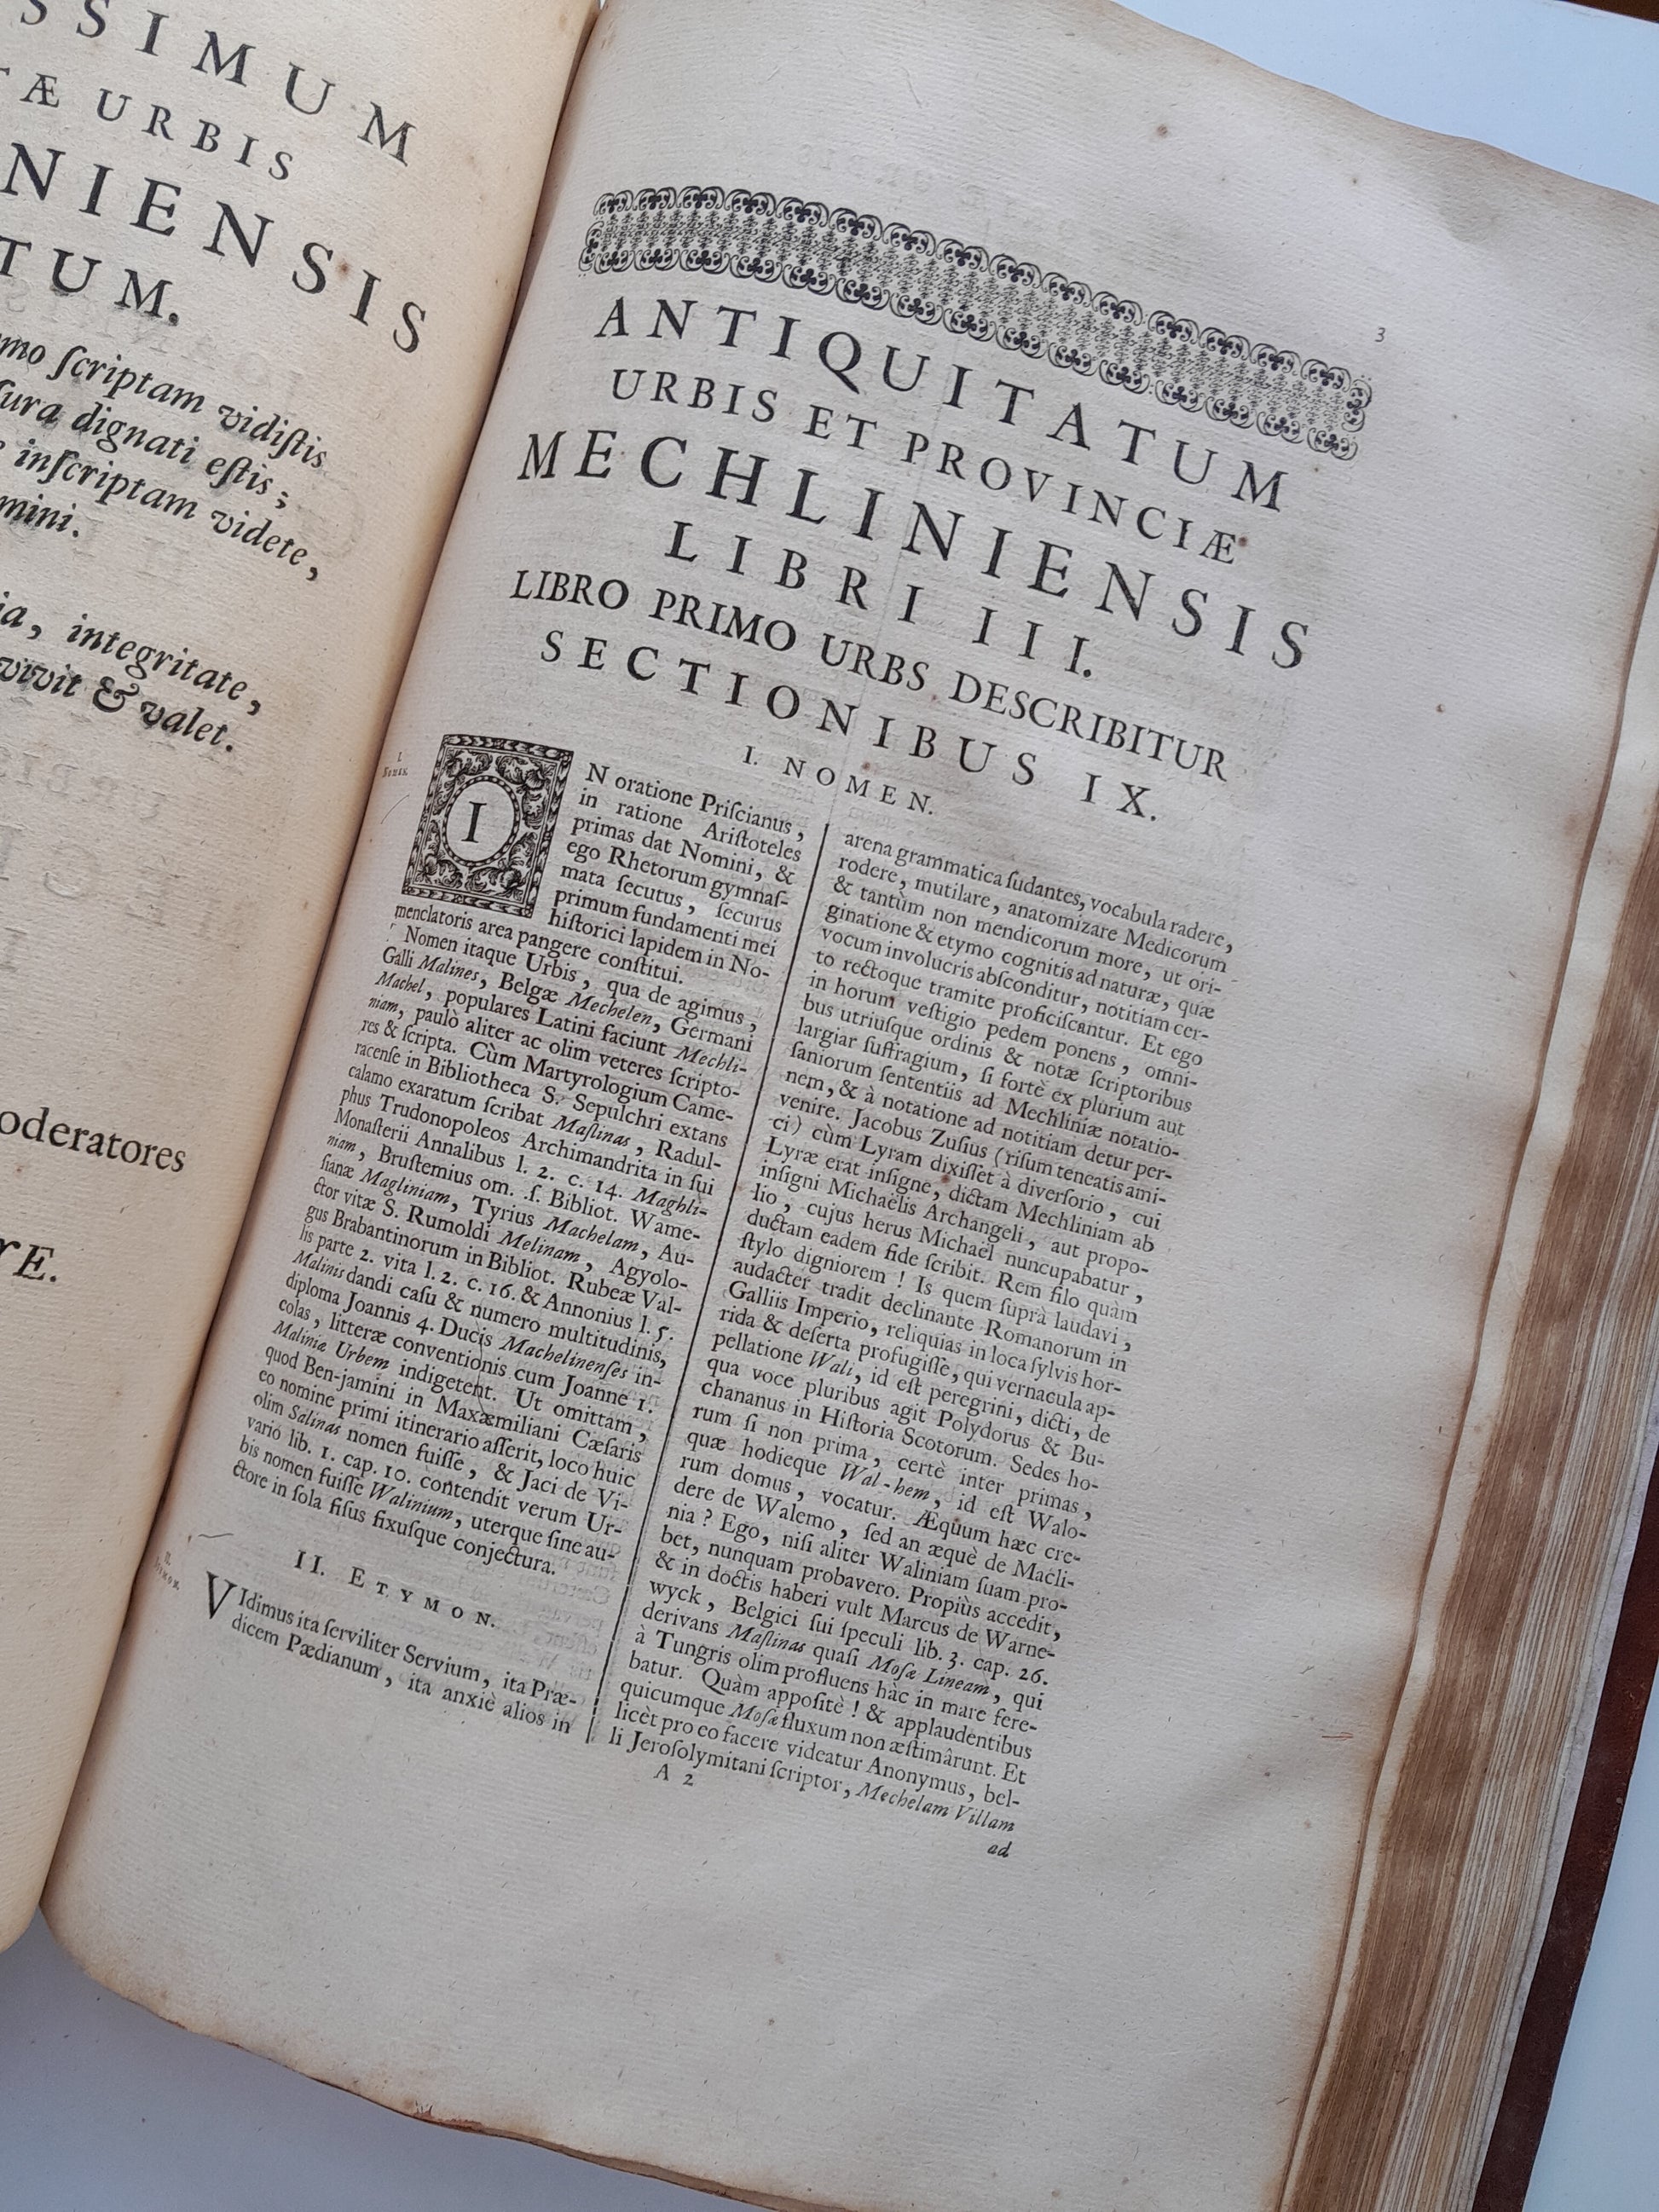 SSIMUM
TÆ URBIS
NIENSIS
TUM.
mo ſcriptam vidiſtis
ſura dignati eſtis;
inſcriptam videte,
mini.
ia, integritate,
vivit & valet.
oderatores
E.
3
ANTIQUITATUM
URBIS ET PROVINCIÆ
MECHLINIENSIS
LIBRI III.
LIBRO PRIMO URBS DESCRIBITUR
SECTIONIBUS IX.
I. NOMEN.
I.
Nomen.
IN oratione Priſcianus,
in ratione Ariſtoteles
primas dat Nomini, &
ego Rhetorum gymnaſ-
mata ſecutus, ſecurus
primum fundamenti mei
hiſtorici lapidem in No-
menclatoris area pangere conſtitui.
Nomen itaque Urbis, qua de agimus,
Galli Malines, Belgæ Mechelen, Germani
Machel, populares Latini faciunt Mechli-
niam, paulò aliter ac olim veteres ſcripto-
res & ſcripta. Cùm Martyrologium Came-
racenſe in Bibliotheca S. Sepulchri extans
calamo exaratum ſcribat Maſlinas, Radul-
phus Trudonopoleos Archimandrita in ſui
Monaſterii Annalibus l. 2. c. 14. Maghli-
niam, Bruſtemius om. .ſ. Bibliot. Wame-
ſianæ Magliniam, Tyrius Machelam, Au-
ctor vitæ S. Rumoldi Melinam, Agyolo-
gus Brabantinorum in Bibliot. Rubeæ Val-
lis parte 2. vita l. 2. c. 16. & Annonius l. 5.
Malinis dandi caſu & numero multitudinis,
diploma Joannis 4. Ducis Machelinenſes in-
colas, litteræ conventionis cum Joanne 1.
Maliniæ Urbem indigetent. Ut omittam,
quod Ben-jamini in Maxæmiliani Cæſaris
eo nomine primi itinerario aſſerit, loco huic
olim Salinas nomen fuiſſe, & Jaci de Vi-
vario lib. 1. cap. 10. contendit verum Ur-
bis nomen fuiſſe Walinium, uterque ſine au-
ctore in ſola fiſus fixuſque conjectura.
II. ETYMON.
II.
VIdimus ita ſerviliter Servium, ita Præ-
dicem Pædianum, ita anxiè alios in
arena grammatica ſudantes, vocabula radere,
rodere, mutilare, anatomizare Medicorum
& tantùm non mendicorum more, ut ori-
ginatione & etymo cognitis ad naturæ, quæ
vocum involucris abſconditur, notitiam cer-
to rectoque tramite proficiſcantur. Et ego
in horum veſtigio pedem ponens, omni-
bus utriuſque ordinis & notæ ſcriptoribus
largiar ſuffragium, ſi fortè ex plurium aut
ſaniorum ſententiis ad Mechliniæ notatio-
nem, & à notatione ad notitiam detur per-
venire. Jacobus Zuſius (riſum teneatis ami-
ci) cùm Lyram dixiſſet à diverſorio, cui
Lyræ erat inſigne, dictam Mechliniam ab
inſigni Michaëlis Archangeli, aut propo-
lio, cujus herus Michaël nuncupabatur,
ductam eadem fide ſcribit. Rem filo quàm
ſtylo digniorem! Is quem ſuprà laudavi,
audacter tradit declinante Romanorum in
Galliis Imperio, reliquias in loca ſylvis hor-
rida & deſerta profugiſſe, qui vernacula ap-
pellatione Wali, id eſt peregrini, dicti, de
qua voce pluribus agit Polydorus & Bu-
chananus in Hiſtoria Scotorum. Sedes ho-
rum ſi non prima, certè inter primas,
quæ hodieque Wal-hem, id eſt Walo-
rum domus, vocatur. Æquum hæc cre-
dere de Walemo, ſed an æquè de Macli-
nia? Ego, niſi aliter Waliniam ſuam pro-
bet, nunquam probavero. Propiùs accedit,
& in doctis haberi vult Marcus de Warne-
wyck, Belgici ſui ſpeculi lib. 3. cap. 26.
derivans Maſlinas quaſi Moſæ Lineam, qui
à Tungris olim profluens hàc in mare fere-
batur. Quàm appoſitè! & applaudentibus
quicumque Moſæ fluxum non æſtimârunt. Et
licèt pro eo facere videatur Anonymus, bel-
li Jeroſolymitani ſcriptor, Mechelam Villam
A 2
ad